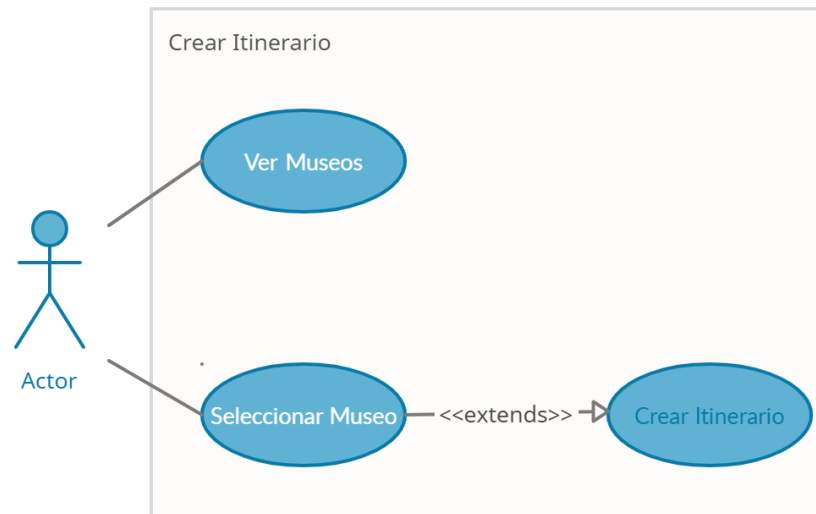 Crear Itinerario
Ver Museos
Actor
Seleccionar Museo
<<extends>>
Crear Itinerario